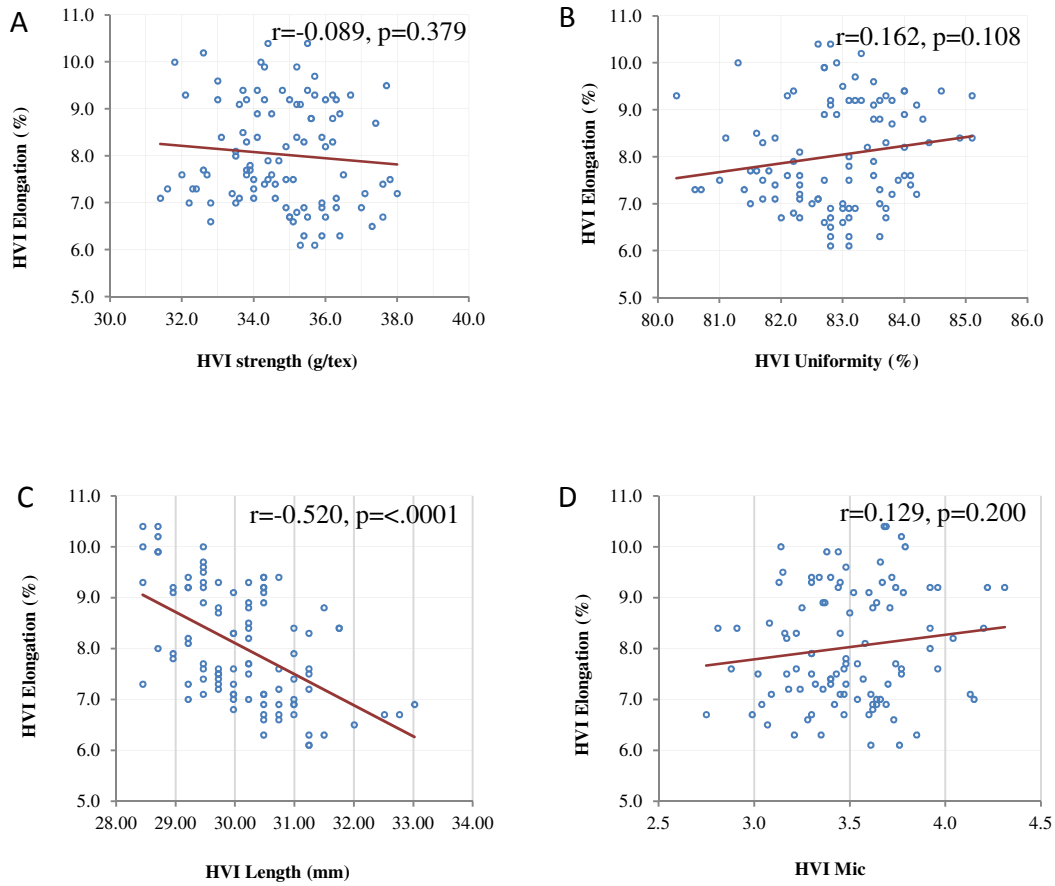 A
r=-0.089, p=0.379
HVI Elongation (%)
11.0
10.0
9.0
8.0
7.0
6.0
5.0
30.0 32.0 34.0 36.0 38.0 40.0
HVI strength (g/tex)
B
r=0.162, p=0.108
HVI Elongation (%)
11.0
10.0
9.0
8.0
7.0
6.0
5.0
80.0 81.0 82.0 83.0 84.0 85.0 86.0
HVI Uniformity (%)
C
r=-0.520, p=<.0001
HVI Elongation (%)
11.0
10.0
9.0
8.0
7.0
6.0
5.0
28.00 29.00 30.00 31.00 32.00 33.00 34.00
HVI Length (mm)
D
r=0.129, p=0.200
HVI Elongation (%)
11.0
10.0
9.0
8.0
7.0
6.0
5.0
2.5 3.0 3.5 4.0 4.5
HVI Mic